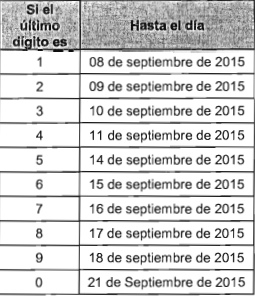 Si el último dígito es	Hasta el día
1	08 de septiembre de 2015
2	09 de septiembre de 2015
3	10 de septiembre de 2015
4	11 de septiembre de 2015
5	14 de septiembre de 2015
6	15 de septiembre de 2015
7	16 de septiembre de 2015
8	17 de septiembre de 2015
9	18 de septiembre de 2015
0	21 de Septiembre de 2015